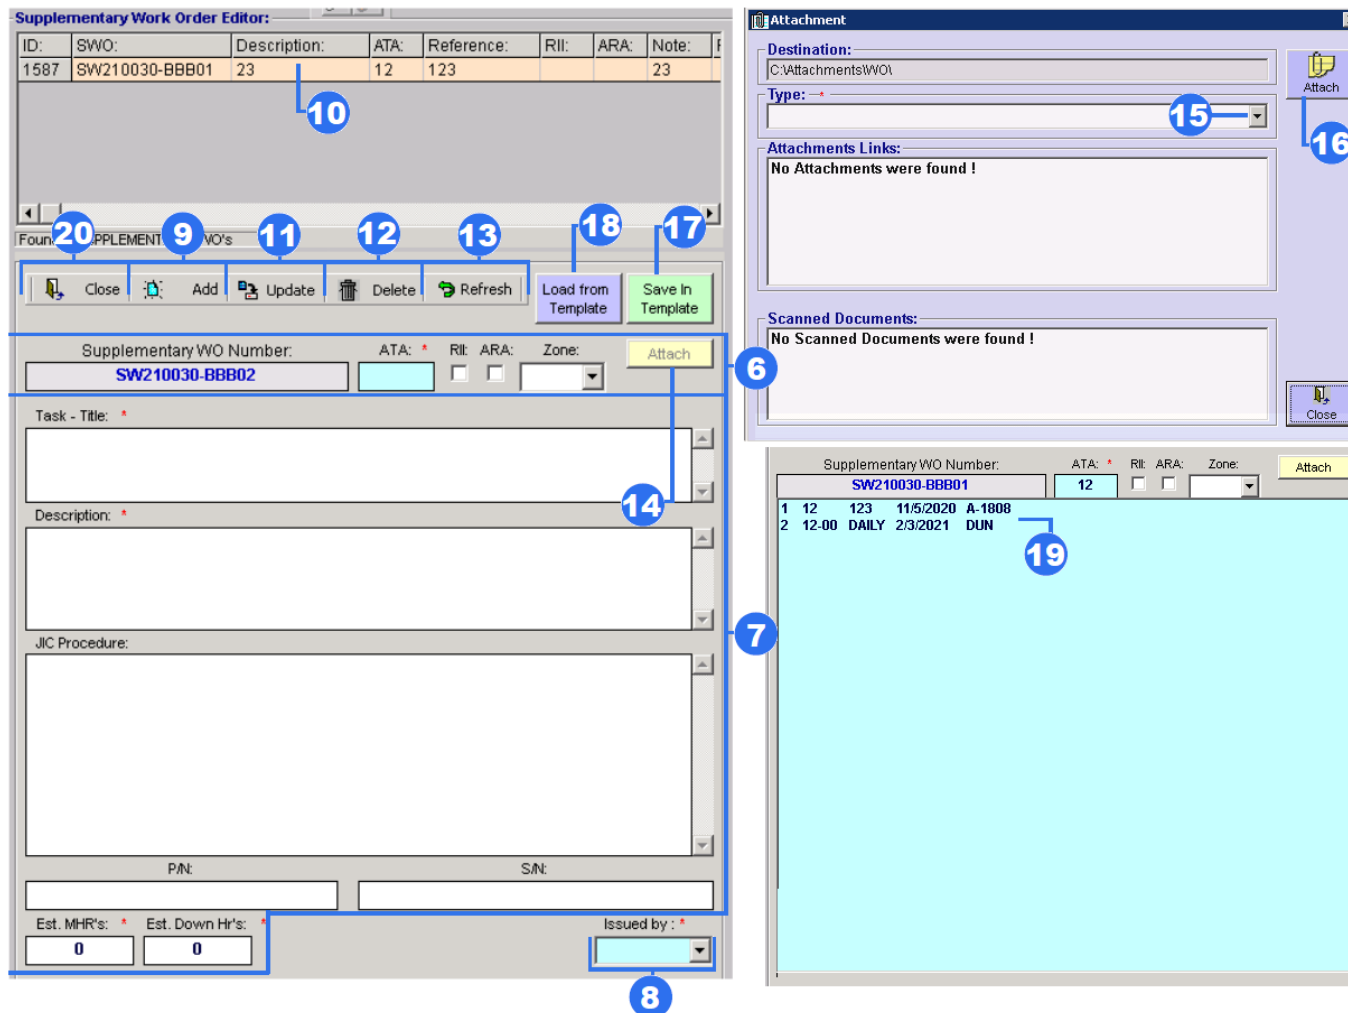 Supplementary Work Order Editor:
ID: SWO: Description: ATA: Reference: RII: ARA: Note:
1587 SW210030-BBB01 23 12 123 23
10
20 9 11 12 13 18 17
Close Add Update Delete Refresh
Load from Template
Save In Template
Supplementary WO Number: ATA: * RII: ARA: Zone:
SW210030-BBB02
Attach
6
Task - Title: *
14
Description: *
7
JIC Procedure:
P/N: S/N:
Est. MHR's: * Est. Down Hr's: * Issued by : *
0 0
8
Attachment
Destination:
C:\Attachments\WO\
Attach
Type: *
15
16
Attachments Links:
No Attachments were found !
Scanned Documents:
No Scanned Documents were found !
Close
Supplementary WO Number: ATA: * RII: ARA: Zone:
SW210030-BBB01 12
Attach
1 12 123 11/5/2020 A-1808
2 12-00 DAILY 2/3/2021 DUN
19